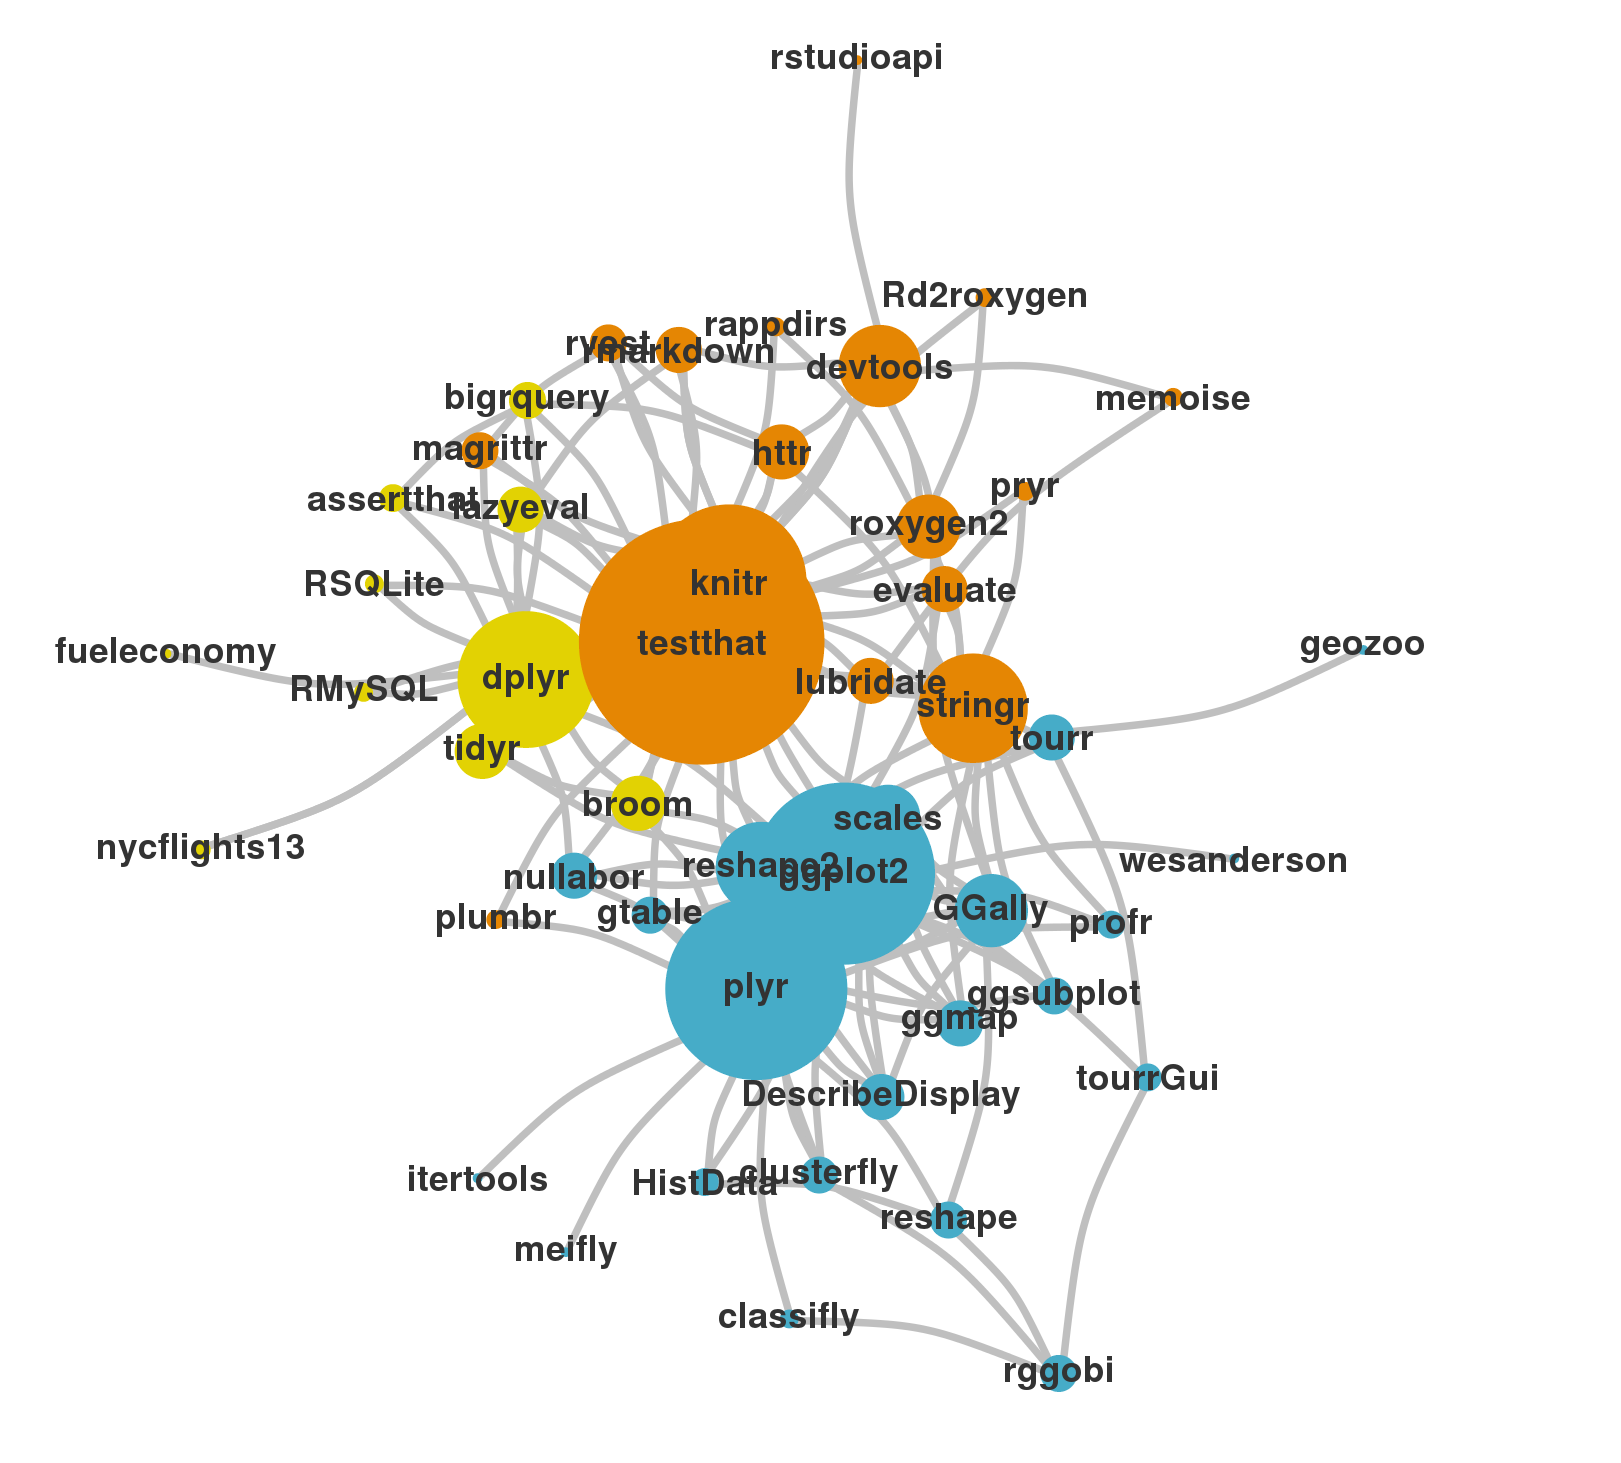 rstudioapi
Rd2roxygen
rappdirs
rvest
rmarkdown
devtools
bigrquery
memoise
magrittr
httr
pryr
assertthat
lazyeval
roxygen2
RSQLite
knitr
evaluate
fueleconomy
testthat
geozoo
RMySQL
dplyr
lubridate
stringr
tidyr
tourr
broom
scales
nycflights13
reshape2
ggplot2
wesanderson
nullabor
gtable
GGally
plumbr
profr
plyr
ggsubplot
ggmap
DescribeDisplay
tourrGui
itertools
HistData
clusterfly
reshape
meifly
classifly
rggobi